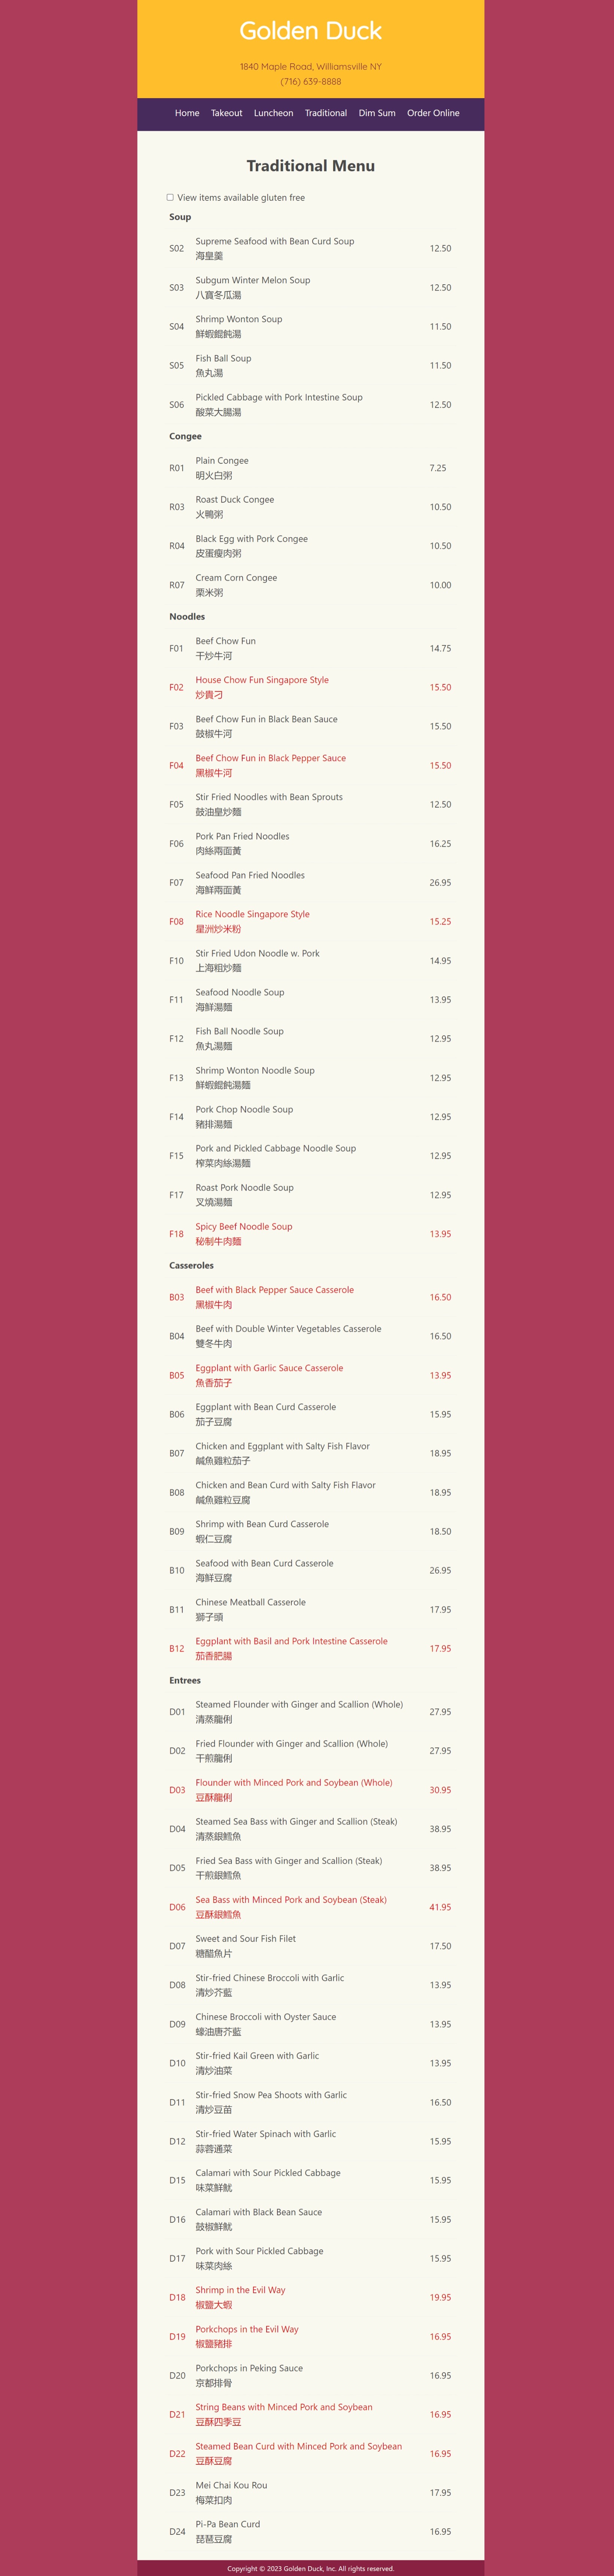 Golden Duck
1840 Maple Road, Williamsville NY
(716) 639-8888
Home Takeout Luncheon Traditional Dim Sum Order Online
Traditional Menu
View items available gluten free
Soup
S02 Supreme Seafood with Bean Curd Soup 12.50
海皇羹
S03 Subgum Winter Melon Soup 12.50
八寶冬瓜湯
S04 Shrimp Wonton Soup 11.50
鮮蝦餛飩湯
S05 Fish Ball Soup 11.50
魚丸湯
S06 Pickled Cabbage with Pork Intestine Soup 12.50
酸菜大腸湯
Congee
R01 Plain Congee 7.25
明火白粥
R03 Roast Duck Congee 10.50
火鴨粥
R04 Black Egg with Pork Congee 10.50
皮蛋瘦肉粥
R07 Cream Corn Congee 10.00
栗米粥
Noodles
F01 Beef Chow Fun 14.75
干炒牛河
F02 House Chow Fun Singapore Style 15.50
炒貴刁
F03 Beef Chow Fun in Black Bean Sauce 15.50
鼓椒牛河
F04 Beef Chow Fun in Black Pepper Sauce 15.50
黑椒牛河
F05 Stir Fried Noodles with Bean Sprouts 12.50
鼓油皇炒麵
F06 Pork Pan Fried Noodles 16.25
肉絲兩面黃
F07 Seafood Pan Fried Noodles 26.95
海鮮兩面黃
F08 Rice Noodle Singapore Style 15.25
星洲炒米粉
F10 Stir Fried Udon Noodle w. Pork 14.95
上海粗炒麵
F11 Seafood Noodle Soup 13.95
海鮮湯麵
F12 Fish Ball Noodle Soup 12.95
魚丸湯麵
F13 Shrimp Wonton Noodle Soup 12.95
鮮蝦餛飩湯麵
F14 Pork Chop Noodle Soup 12.95
豬排湯麵
F15 Pork and Pickled Cabbage Noodle Soup 12.95
榨菜肉絲湯麵
F17 Roast Pork Noodle Soup 12.95
叉燒湯麵
F18 Spicy Beef Noodle Soup 13.95
秘制牛肉麵
Casseroles
B03 Beef with Black Pepper Sauce Casserole 16.50
黑椒牛肉
B04 Beef with Double Winter Vegetables Casserole 16.50
雙冬牛肉
B05 Eggplant with Garlic Sauce Casserole 13.95
魚香茄子
B06 Eggplant with Bean Curd Casserole 15.95
茄子豆腐
B07 Chicken and Eggplant with Salty Fish Flavor 18.95
鹹魚雞粒茄子
B08 Chicken and Bean Curd with Salty Fish Flavor 18.95
鹹魚雞粒豆腐
B09 Shrimp with Bean Curd Casserole 18.50
蝦仁豆腐
B10 Seafood with Bean Curd Casserole 26.95
海鮮豆腐
B11 Chinese Meatball Casserole 17.95
獅子頭
B12 Eggplant with Basil and Pork Intestine Casserole 17.95
茄香肥腸
Entrees
D01 Steamed Flounder with Ginger and Scallion (Whole) 27.95
清蒸龍俐
D02 Fried Flounder with Ginger and Scallion (Whole) 27.95
干煎龍俐
D03 Flounder with Minced Pork and Soybean (Whole) 30.95
豆酥龍俐
D04 Steamed Sea Bass with Ginger and Scallion (Steak) 38.95
清蒸銀鱈魚
D05 Fried Sea Bass with Ginger and Scallion (Steak) 38.95
干煎銀鱈魚
D06 Sea Bass with Minced Pork and Soybean (Steak) 41.95
豆酥銀鱈魚
D07 Sweet and Sour Fish Filet 17.50
糖醋魚片
D08 Stir-fried Chinese Broccoli with Garlic 13.95
清炒芥藍
D09 Chinese Broccoli with Oyster Sauce 13.95
蠔油唐芥藍
D10 Stir-fried Kail Green with Garlic 13.95
清炒油菜
D11 Stir-fried Snow Pea Shoots with Garlic 16.50
清炒豆苗
D12 Stir-fried Water Spinach with Garlic 15.95
蒜蓉通菜
D15 Calamari with Sour Pickled Cabbage 15.95
味菜鮮魷
D16 Calamari with Black Bean Sauce 15.95
鼓椒鮮魷
D17 Pork with Sour Pickled Cabbage 15.95
味菜肉絲
D18 Shrimp in the Evil Way 19.95
椒鹽大蝦
D19 Porkchops in the Evil Way 16.95
椒鹽豬排
D20 Porkchops in Peking Sauce 16.95
京都排骨
D21 String Beans with Minced Pork and Soybean 16.95
豆酥四季豆
D22 Steamed Bean Curd with Minced Pork and Soybean 16.95
豆酥豆腐
D23 Mei Chai Kou Rou 17.95
梅菜扣肉
D24 Pi-Pa Bean Curd 16.95
琵琶豆腐
Copyright © 2023 Golden Duck, Inc. All rights reserved.